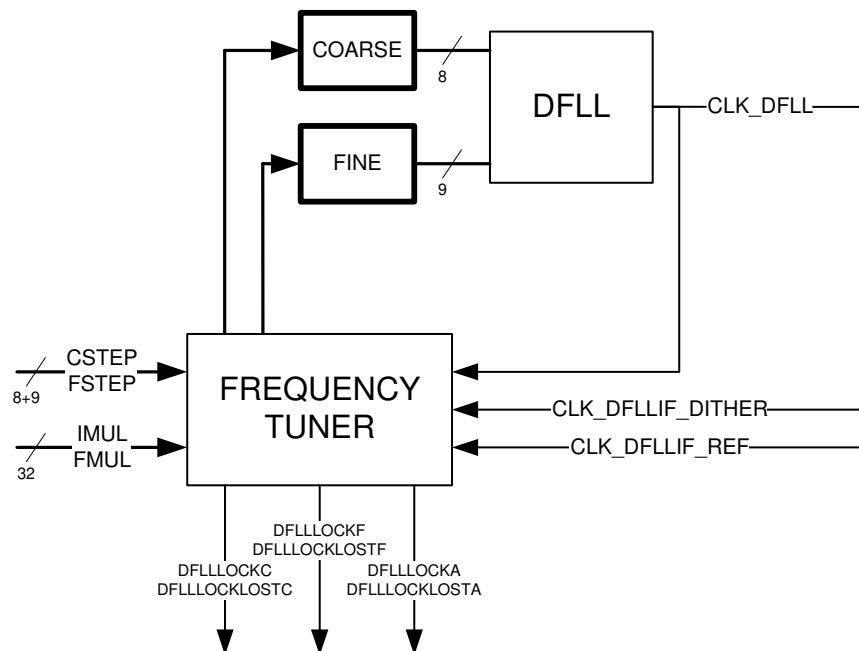 COARSE
8
DFLL
CLK_DFLL
FINE
9
CSTEP
FSTEP
8+9
FREQUENCY
TUNER
CLK_DFLLIF_DITHER
IMUL
FMUL
32
CLK_DFLLIF_REF
DFLLLOCKF
DFLLLOCKLOSTF
DFLLLOCKC
DFLLLOCKLOSTC
DFLLLOCKA
DFLLLOCKLOSTA